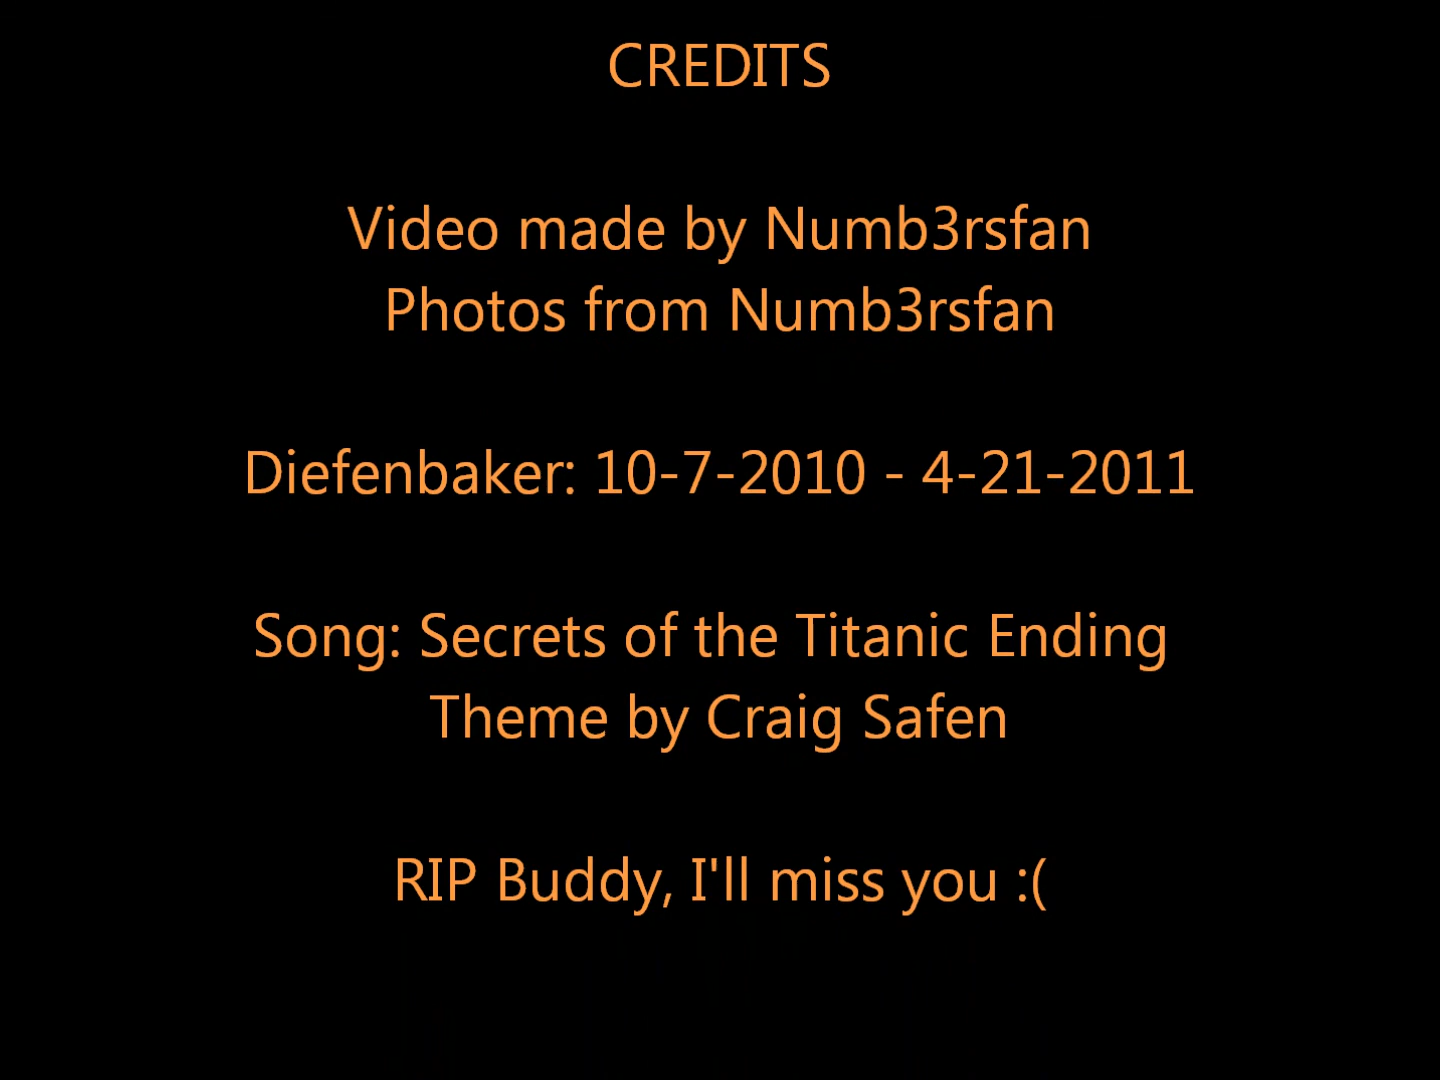 CREDITS
Video made by Numb3rsfan
Photos from Numb3rsfan
Diefenbaker: 10-7-2010 - 4-21-2011
Song: Secrets of the Titanic Ending
Theme by Craig Safen
RIP Buddy, I'll miss you :(